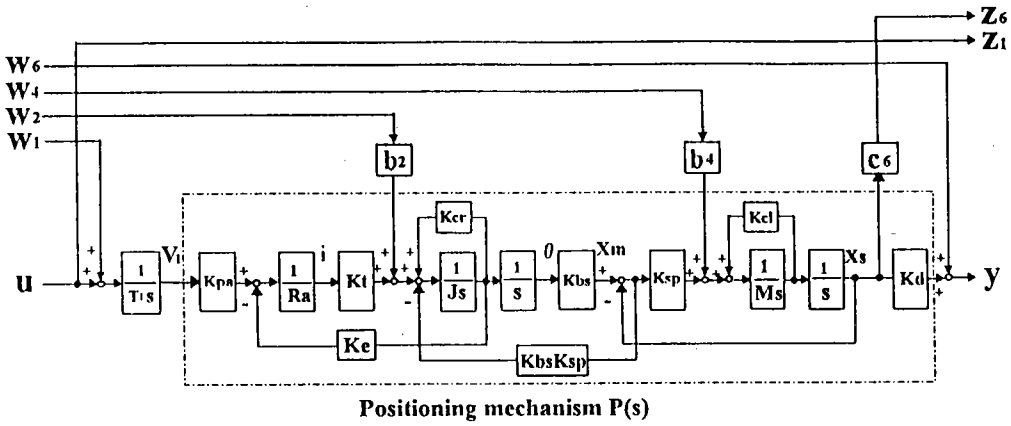 Z6
Z1
W6
W4
W2
W1
b2
b4
c6
Kcr
Kcl
u
+
+
1
T1s
V1
Kpa
+
-
1
Ra
i
Kt
+
+
+
+
-
1
Js
1
s
θ
Kbs
Xm
+
-
Ksp
+
+
+
+
1
Ms
1
s
Xs
Kd
+
+
y
Ke
KbsKsp
Positioning mechanism P(s)